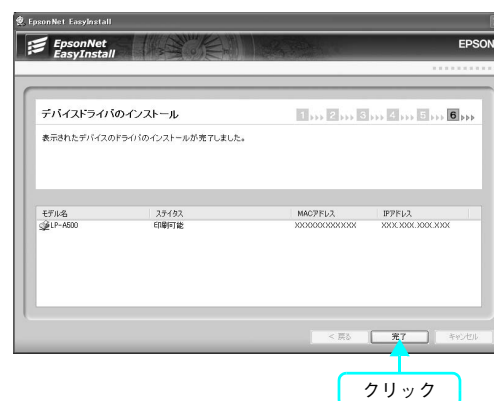 EpsonNet EasyInstall
EpsonNet
EasyInstall
EPSON
デバイスドライバのインストール
1 2 3 4 5 6
表示されたデバイスのドライバのインストールが完了しました。
モデル名 ステイタス MACアドレス IPアドレス
LP-A500 印刷可能 XXXXXXXXXXXX XXX.XXX.XXX.XXX
< 戻る 完了 キャンセル
クリック